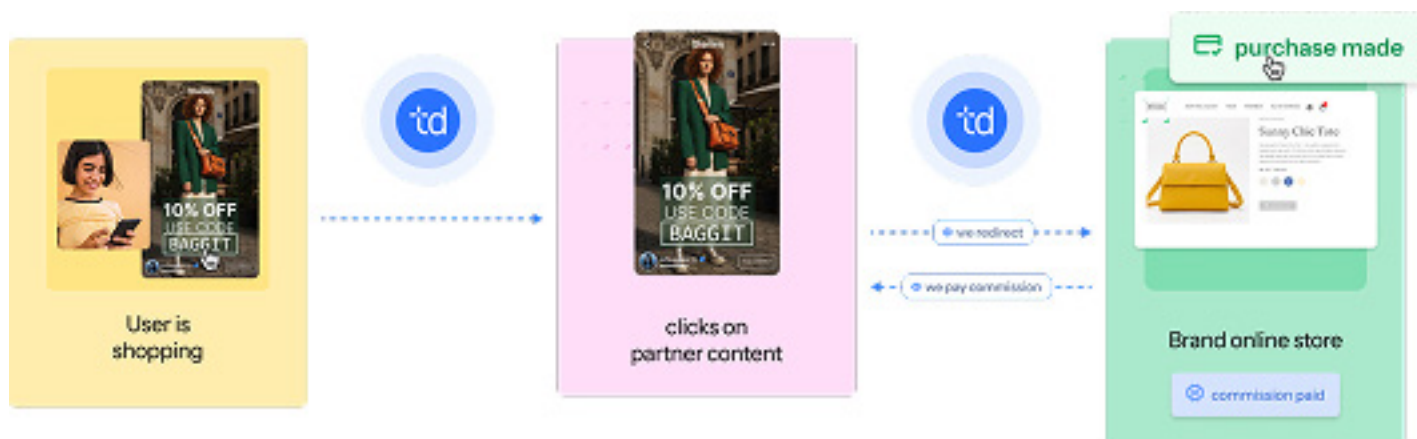 10% OFF
USE CODE
BAGGIT
User is
shopping
td
10% OFF
USE CODE
BAGGIT
clicks on
partner content
td
we redirect
we pay commission
purchase made
Sunny Chic Tote
Brand online store
commission paid